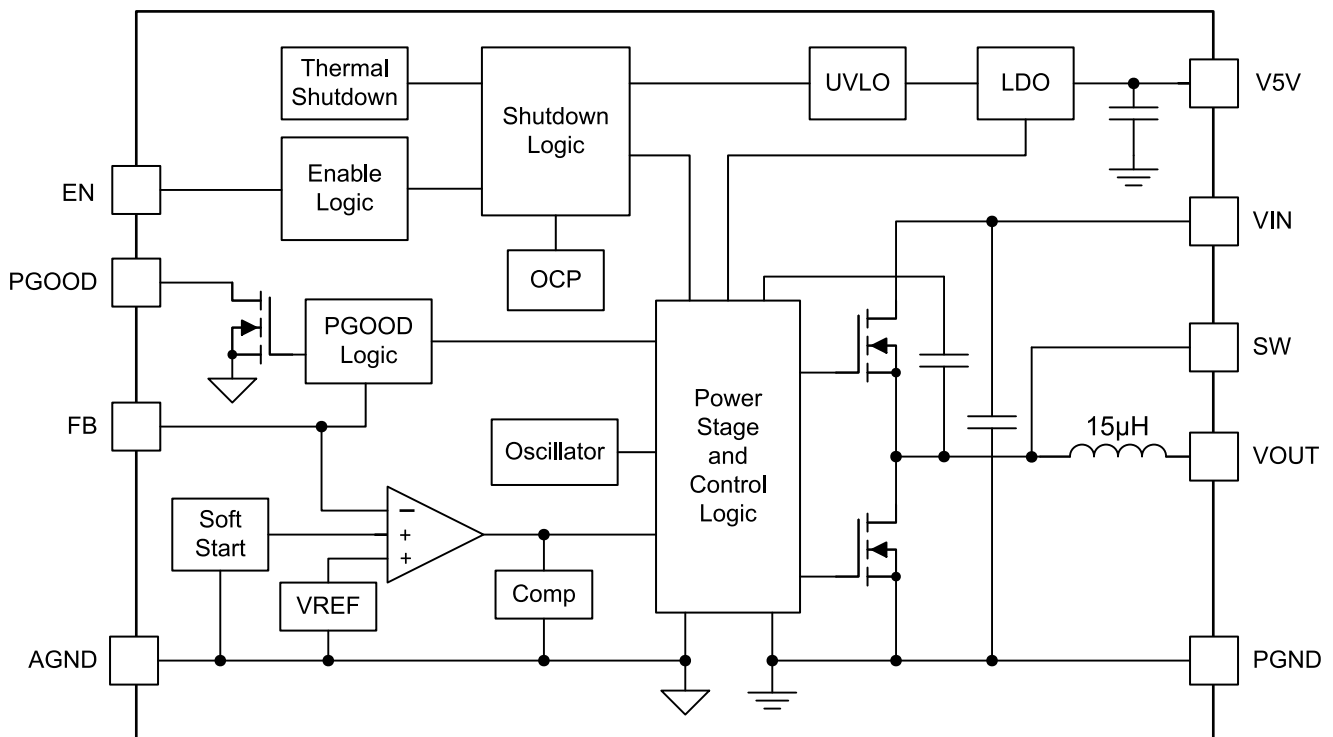 Thermal
Shutdown
Shutdown
Logic
UVLO
LDO
V5V
EN
Enable
Logic
VIN
PGOOD
OCP
PGOOD
Logic
SW
FB
Oscillator
Power
Stage
and
Control
Logic
15µH
VOUT
Soft
Start
−
+
+
VREF
Comp
AGND
PGND